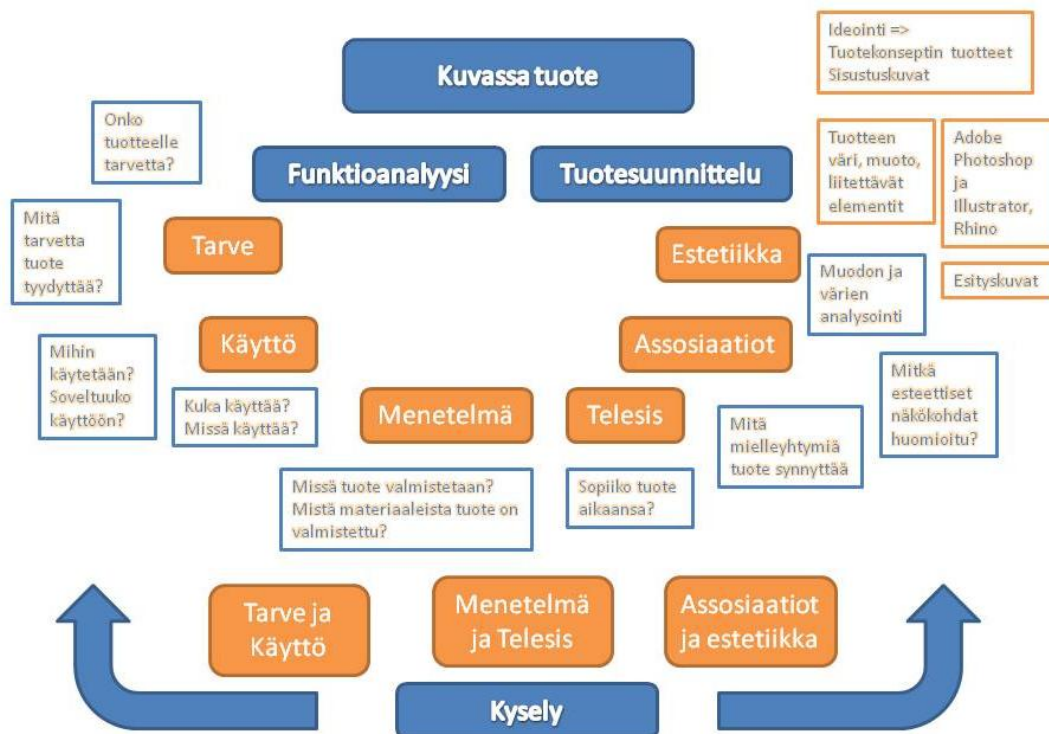 Kuvassa tuote
Ideointi =>
Tuotekonseptin tuotteet
Sisustuskuvat
Onko
tuotteelle
tarvetta?
Funktioanalyysi
Tuotesuunnittelu
Tuotteen
väri, muoto,
liitettävät
elementit
Adobe
Photoshop
ja
Illustrator,
Rhino
Mitä
tarvetta
tuote
tyydyttää?
Tarve
Estetiikka
Muodon ja
värien
analysointi
Esityskuvat
Käyttö
Assosiaatiot
Mihin
käytetään?
Soveltuuko
käyttöön?
Kuka käyttää?
Missä käyttää?
Menetelmä
Telesis
Mitä
mielleyhtymiä
tuote synnyttää
Mitkä
esteettiset
näkökohdat
huomioitu?
Missä tuote valmistetaan?
Mistä materiaaleista tuote on
valmistettu?
Sopiiko tuote
aikaansa?
Tarve ja
Käyttö
Menetelmä
ja Telesis
Assosiaatiot
ja estetiikka
Kysely